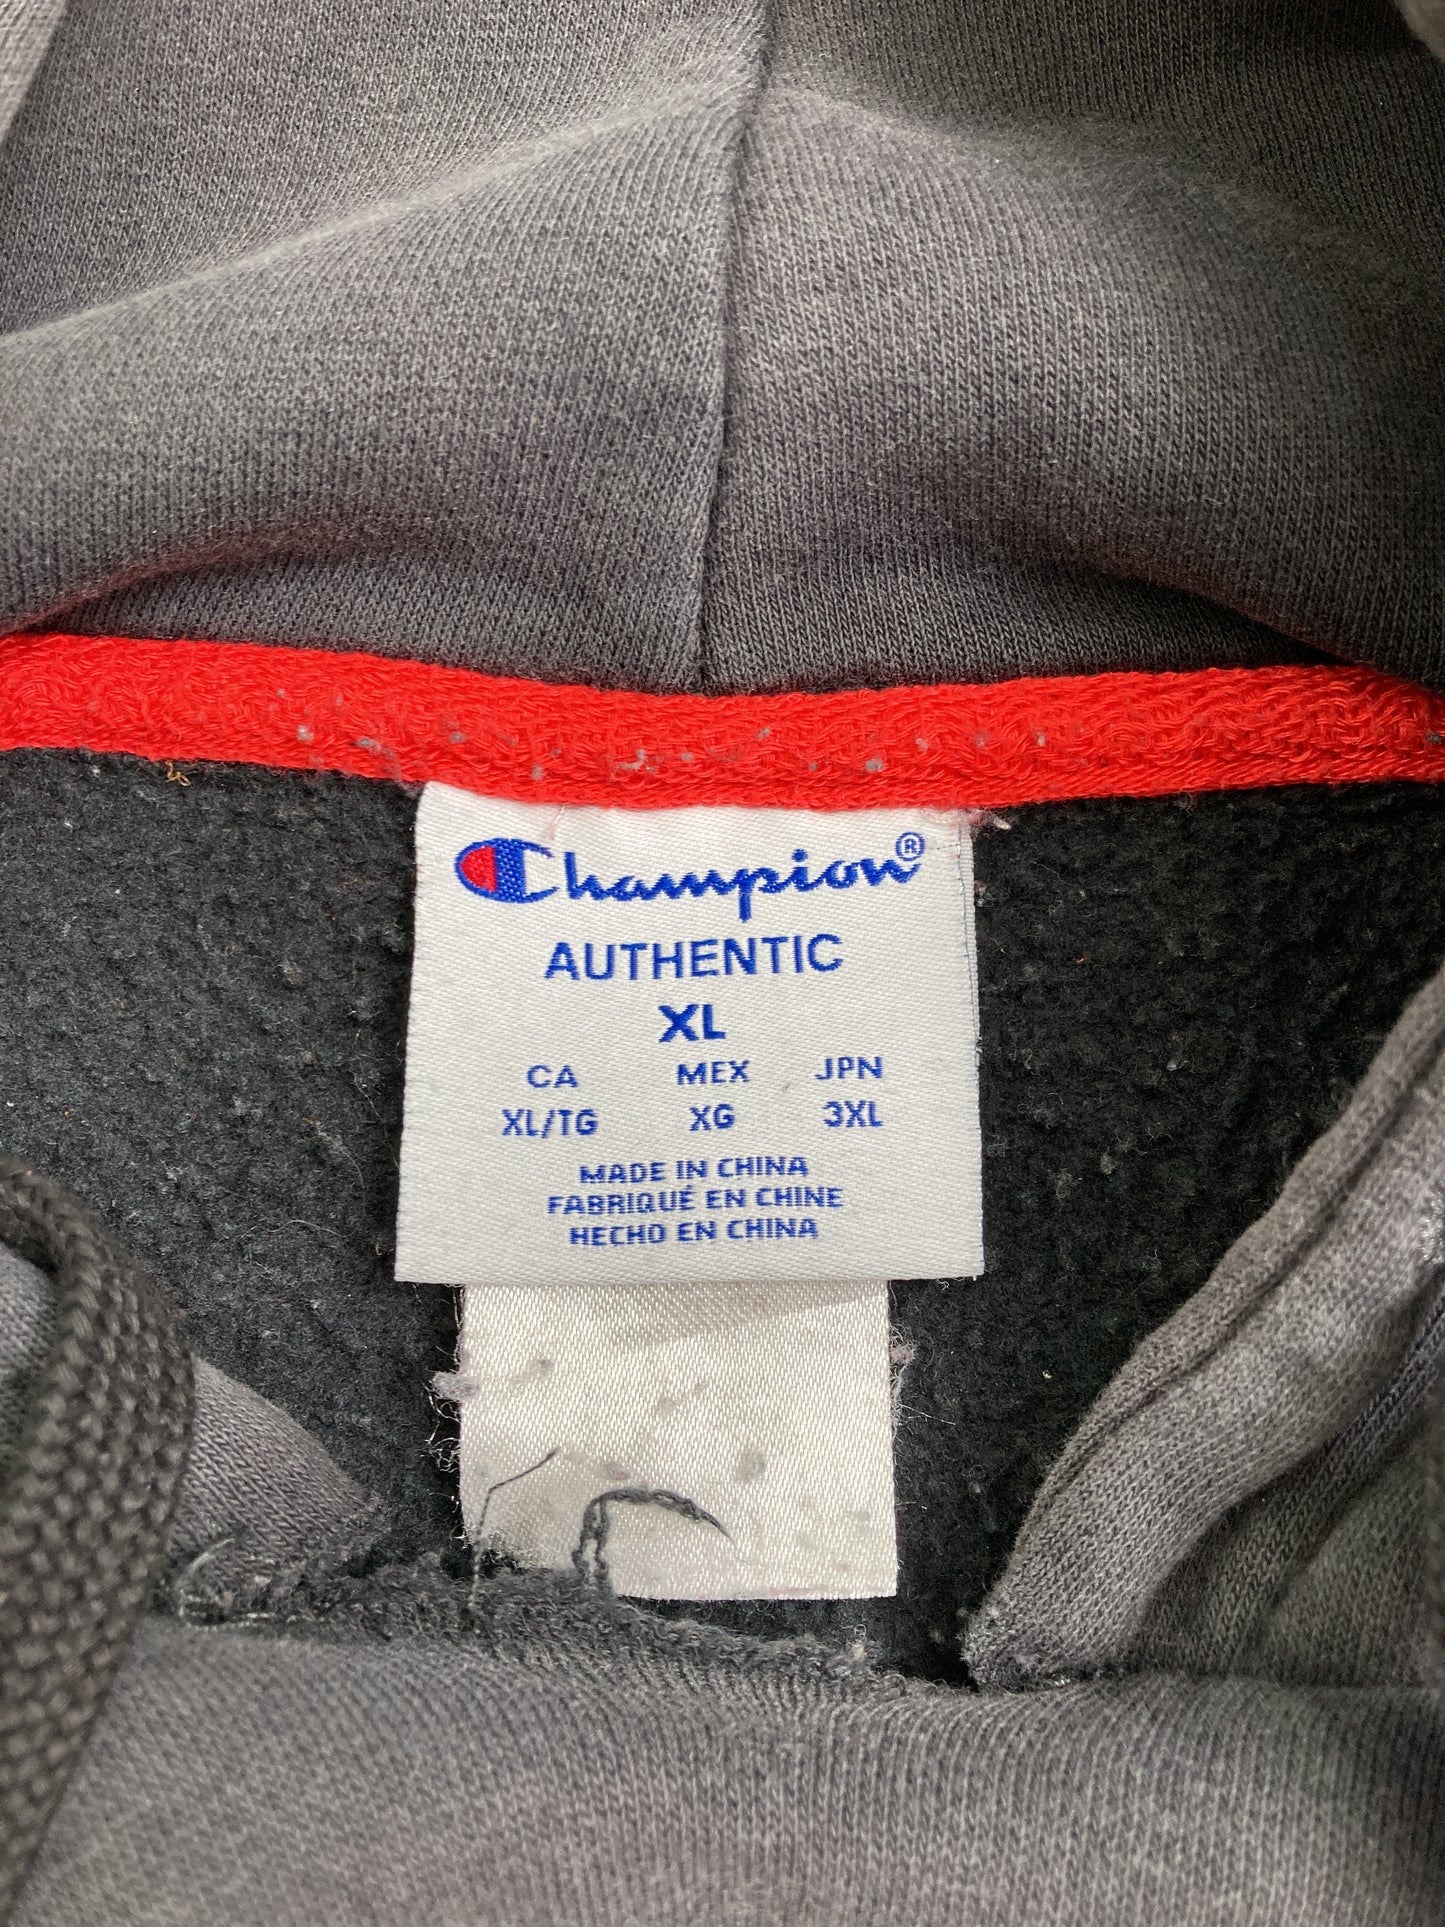 Champion®
AUTHENTIC
XL
CA MEX JPN
XL/TG XG 3XL
MADE IN CHINA
FABRIQUÉ EN CHINE
HECHO EN CHINA